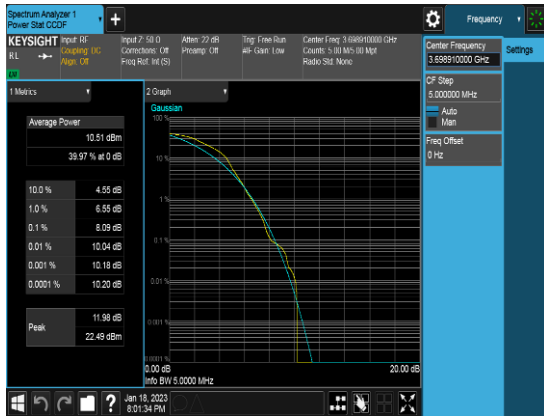 Spectrum Analyzer 1
Power Stat CCDF
Frequency
KEYSIGHT
RL
Input: RF
Coupling: DC
Align: Off
Input Z: 50 Ω
Corrections: Off
Freq Ref: Int (S)
Atten: 22 dB
Preamp: Off
Trig: Free Run
#IF Gain: Low
Center Freq: 3.698910000 GHz
Counts: 5.00 M/5.00 Mpt
Radio Std: None
Center Frequency
3.698910000 GHz
Settings
CF Step
5.000000 MHz
Auto
Man
Freq Offset
0 Hz
1 Metrics
2 Graph
Gaussian
Average Power
10.51 dBm
39.97 % at 0 dB
10.0 % 4.55 dB
1.0 % 6.55 dB
0.1 % 8.09 dB
0.01 % 10.04 dB
0.001 % 10.18 dB
0.0001 % 10.20 dB
Peak
11.98 dB
22.49 dBm
100 %
10 %
1 %
0.1 %
0.01 %
0.001 %
0.0001 %
0.00 dB
20.00 dB
Info BW 5.0000 MHz
Jan 18, 2023
8:01:34 PM